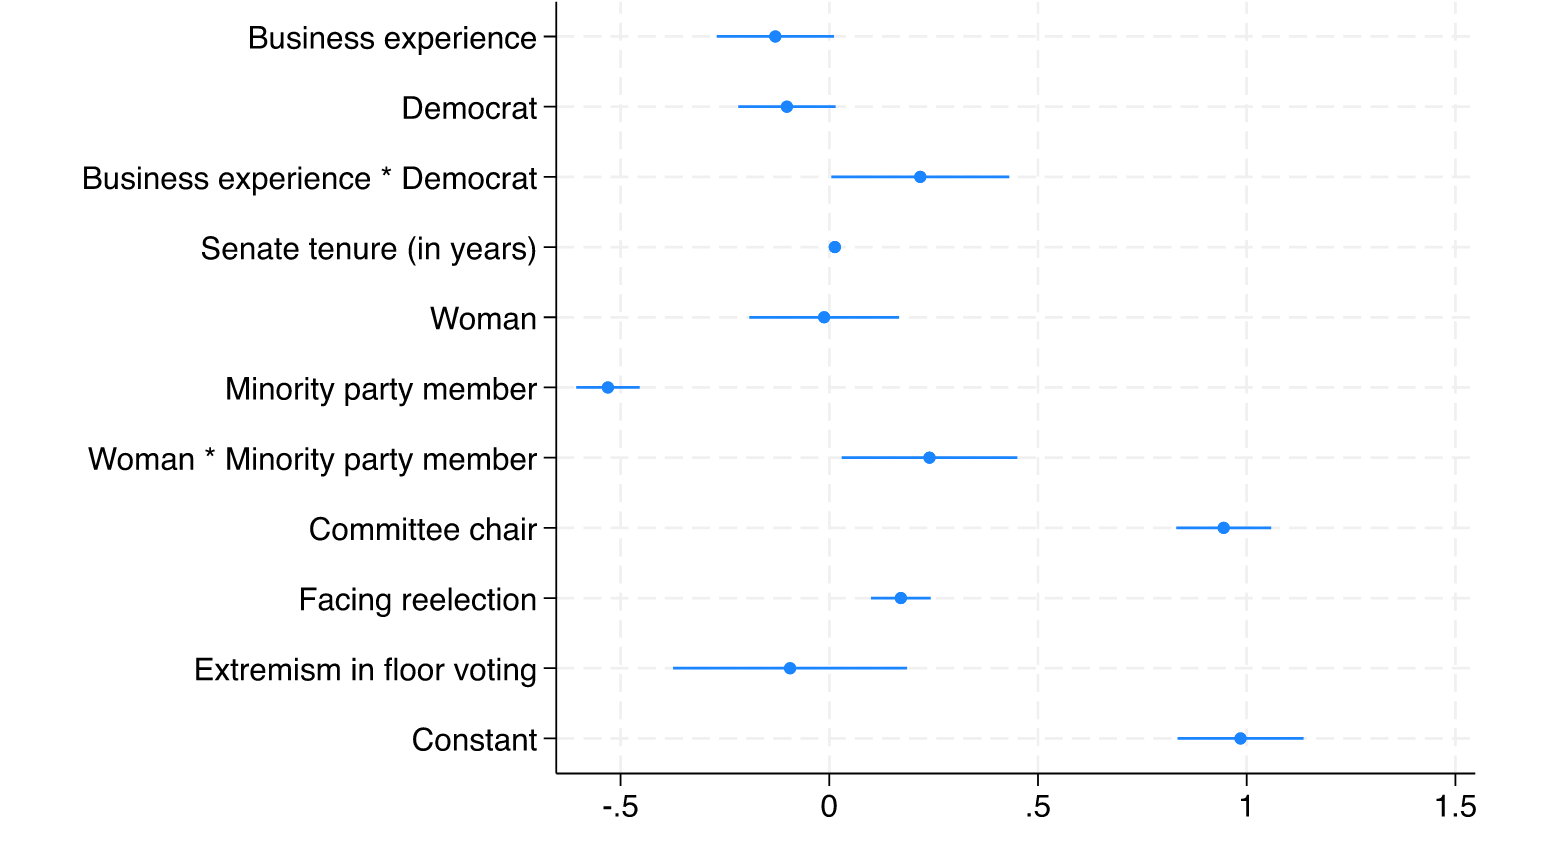 Business experience
Democrat
Business experience * Democrat
Senate tenure (in years)
Woman
Minority party member
Woman * Minority party member
Committee chair
Facing reelection
Extremism in floor voting
Constant
-.5 0 .5 1 1.5